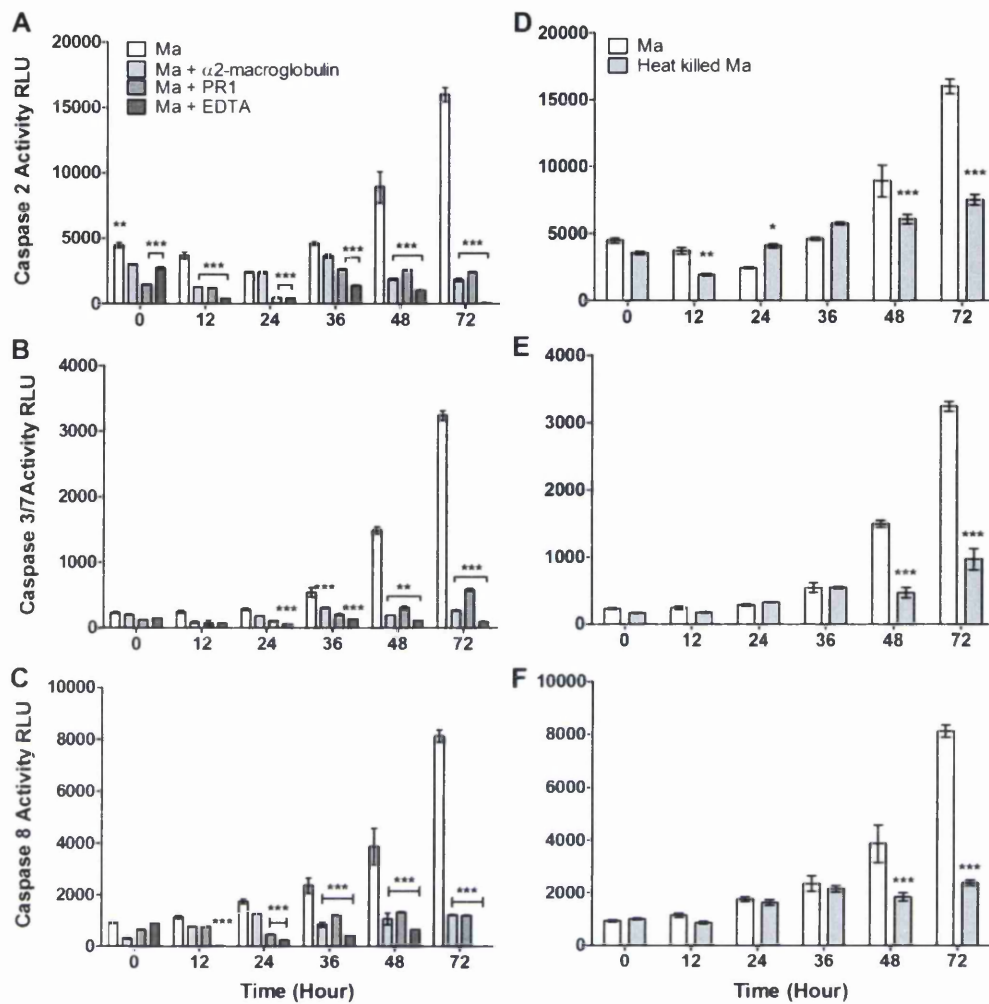 A
20000
15000
10000
5000
0
Caspase 2 Activity RLU
Ma
Ma + α2-macroglobulin
Ma + PR1
Ma + EDTA
**
***
***
***
***
***
***
0 12 24 36 48 72
B
4000
3000
2000
1000
0
Caspase 3/7Activity RLU
***
***
***
**
***
0 12 24 36 48 72
C
10000
8000
6000
4000
2000
0
Caspase 8 Activity RLU
***
***
***
***
***
0 12 24 36 48 72
Time (Hour)
D
20000
15000
10000
5000
0
Ma
Heat killed Ma
**
*
***
***
0 12 24 36 48 72
E
4000
3000
2000
1000
0
***
***
0 12 24 36 48 72
F
10000
8000
6000
4000
2000
0
***
***
0 12 24 36 48 72
Time (Hour)